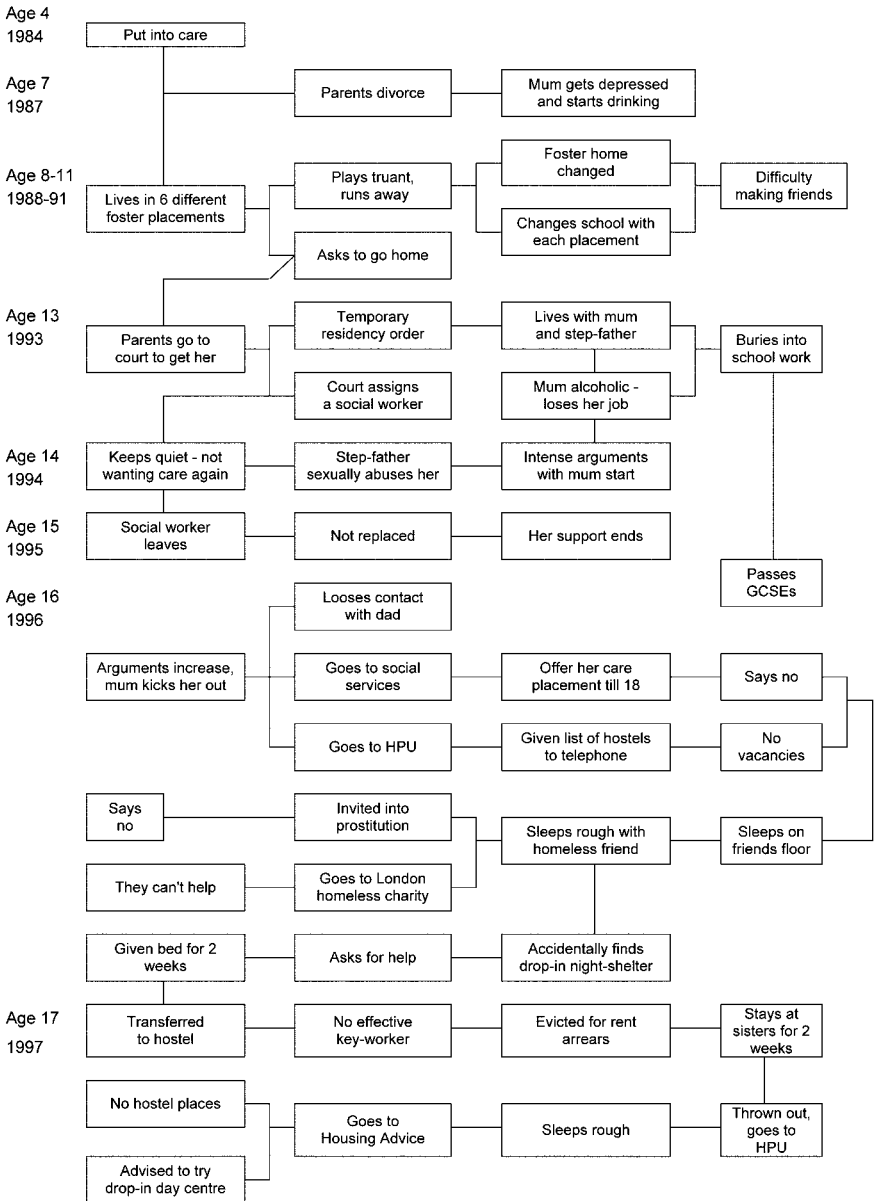 Age 4
1984
Put into care
Age 7
1987
Parents divorce
Mum gets depressed
and starts drinking
Age 8-11
1988-91
Lives in 6 different
foster placements
Plays truant,
runs away
Foster home
changed
Changes school with
each placement
Difficulty
making friends
Asks to go home
Age 13
1993
Parents go to
court to get her
Temporary
residency order
Lives with mum
and step-father
Buries into
school work
Court assigns
a social worker
Mum alcoholic -
loses her job
Age 14
1994
Keeps quiet - not
wanting care again
Step-father
sexually abuses her
Intense arguments
with mum start
Age 15
1995
Social worker
leaves
Not replaced
Her support ends
Passes
GCSEs
Age 16
1996
Looses contact
with dad
Arguments increase,
mum kicks her out
Goes to social
services
Offer her care
placement till 18
Says no
Goes to HPU
Given list of hostels
to telephone
No
vacancies
Says
no
Invited into
prostitution
Sleeps rough with
homeless friend
Sleeps on
friends floor
They can't help
Goes to London
homeless charity
Given bed for 2
weeks
Asks for help
Accidentally finds
drop-in night-shelter
Age 17
1997
Transferred
to hostel
No effective
key-worker
Evicted for rent
arrears
Stays at
sisters for 2
weeks
No hostel places
Goes to
Housing Advice
Sleeps rough
Thrown out,
goes to
HPU
Advised to try
drop-in day centre